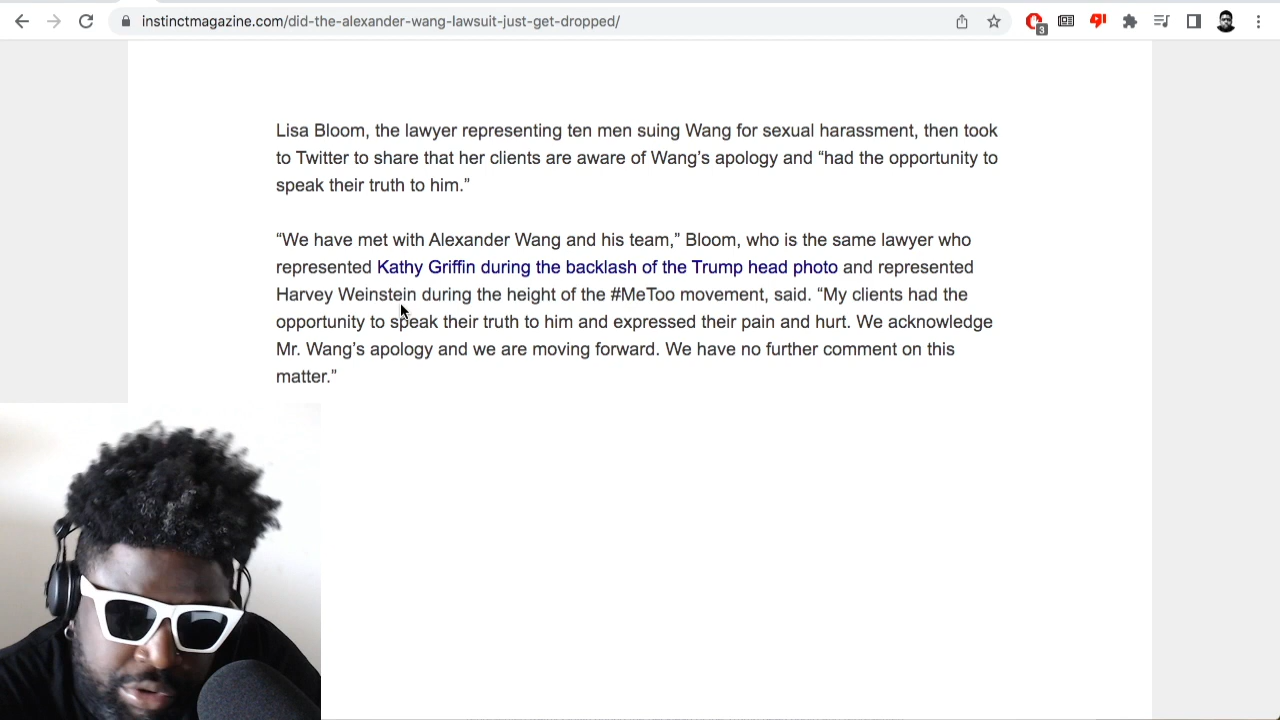 instinctmagazine.com/did-the-alexander-wang-lawsuit-just-get-dropped/
3
Lisa Bloom, the lawyer representing ten men suing Wang for sexual harassment, then took
to Twitter to share that her clients are aware of Wang’s apology and “had the opportunity to
speak their truth to him.”
“We have met with Alexander Wang and his team,” Bloom, who is the same lawyer who
represented Kathy Griffin during the backlash of the Trump head photo and represented
Harvey Weinstein during the height of the #MeToo movement, said. “My clients had the
opportunity to speak their truth to him and expressed their pain and hurt. We acknowledge
Mr. Wang’s apology and we are moving forward. We have no further comment on this
matter.”